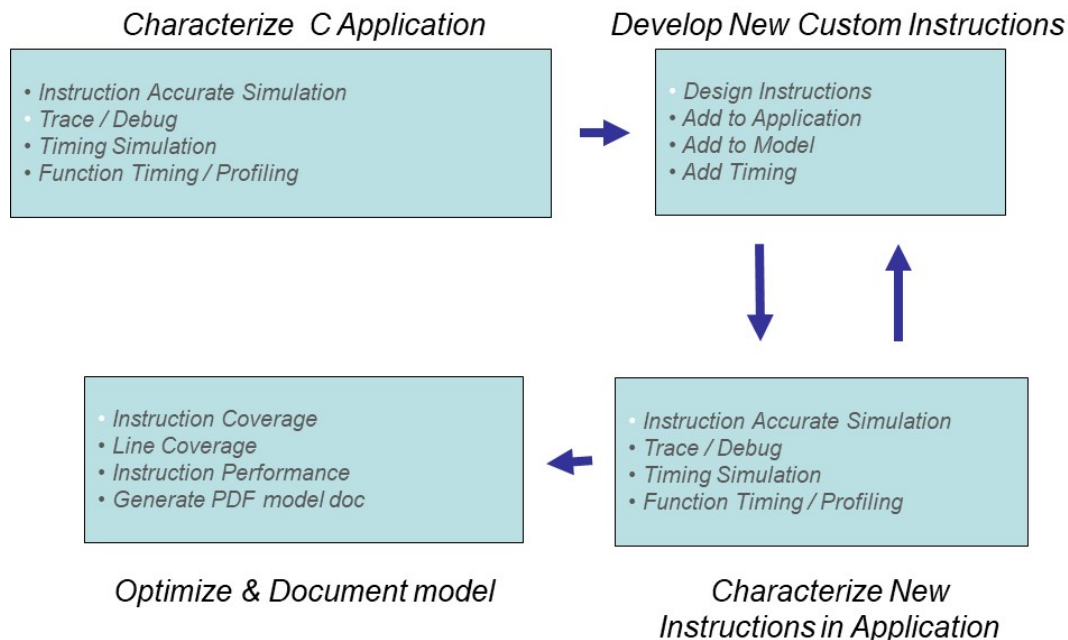 Characterize C Application
• Instruction Accurate Simulation
• Trace / Debug
• Timing Simulation
• Function Timing / Profiling
Develop New Custom Instructions
• Design Instructions
• Add to Application
• Add to Model
• Add Timing
• Instruction Accurate Simulation
• Trace / Debug
• Timing Simulation
• Function Timing / Profiling
Characterize New
Instructions in Application
• Instruction Coverage
• Line Coverage
• Instruction Performance
• Generate PDF model doc
Optimize & Document model